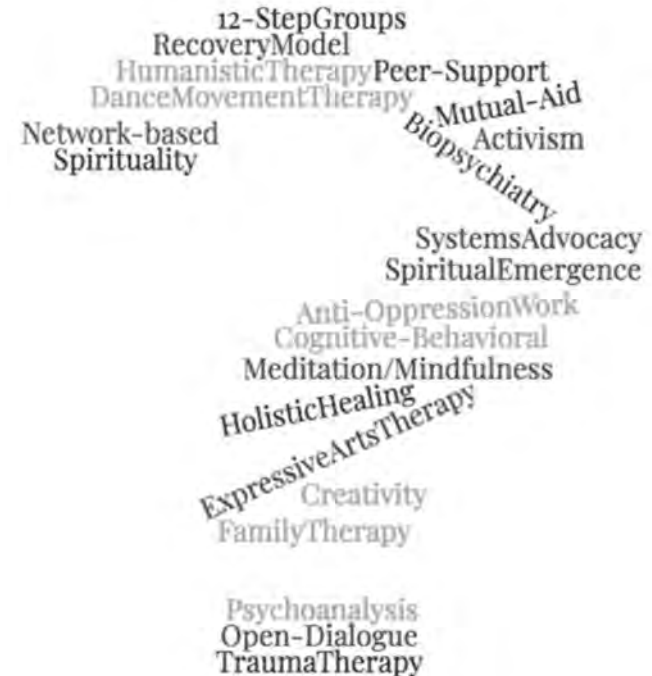 12-StepGroups
RecoveryModel
HumanisticTherapy Peer-Support
DanceMovementTherapy
Mutual-Aid
Biopsychiatry
Activism
Network-based
Spirituality
SystemsAdvocacy
SpiritualEmergence
Anti-OppressionWork
Cognitive-Behavioral
Meditation/Mindfulness
HolisticHealing
ExpressiveArtsTherapy
Creativity
FamilyTherapy
Psychoanalysis
Open-Dialogue
TraumaTherapy